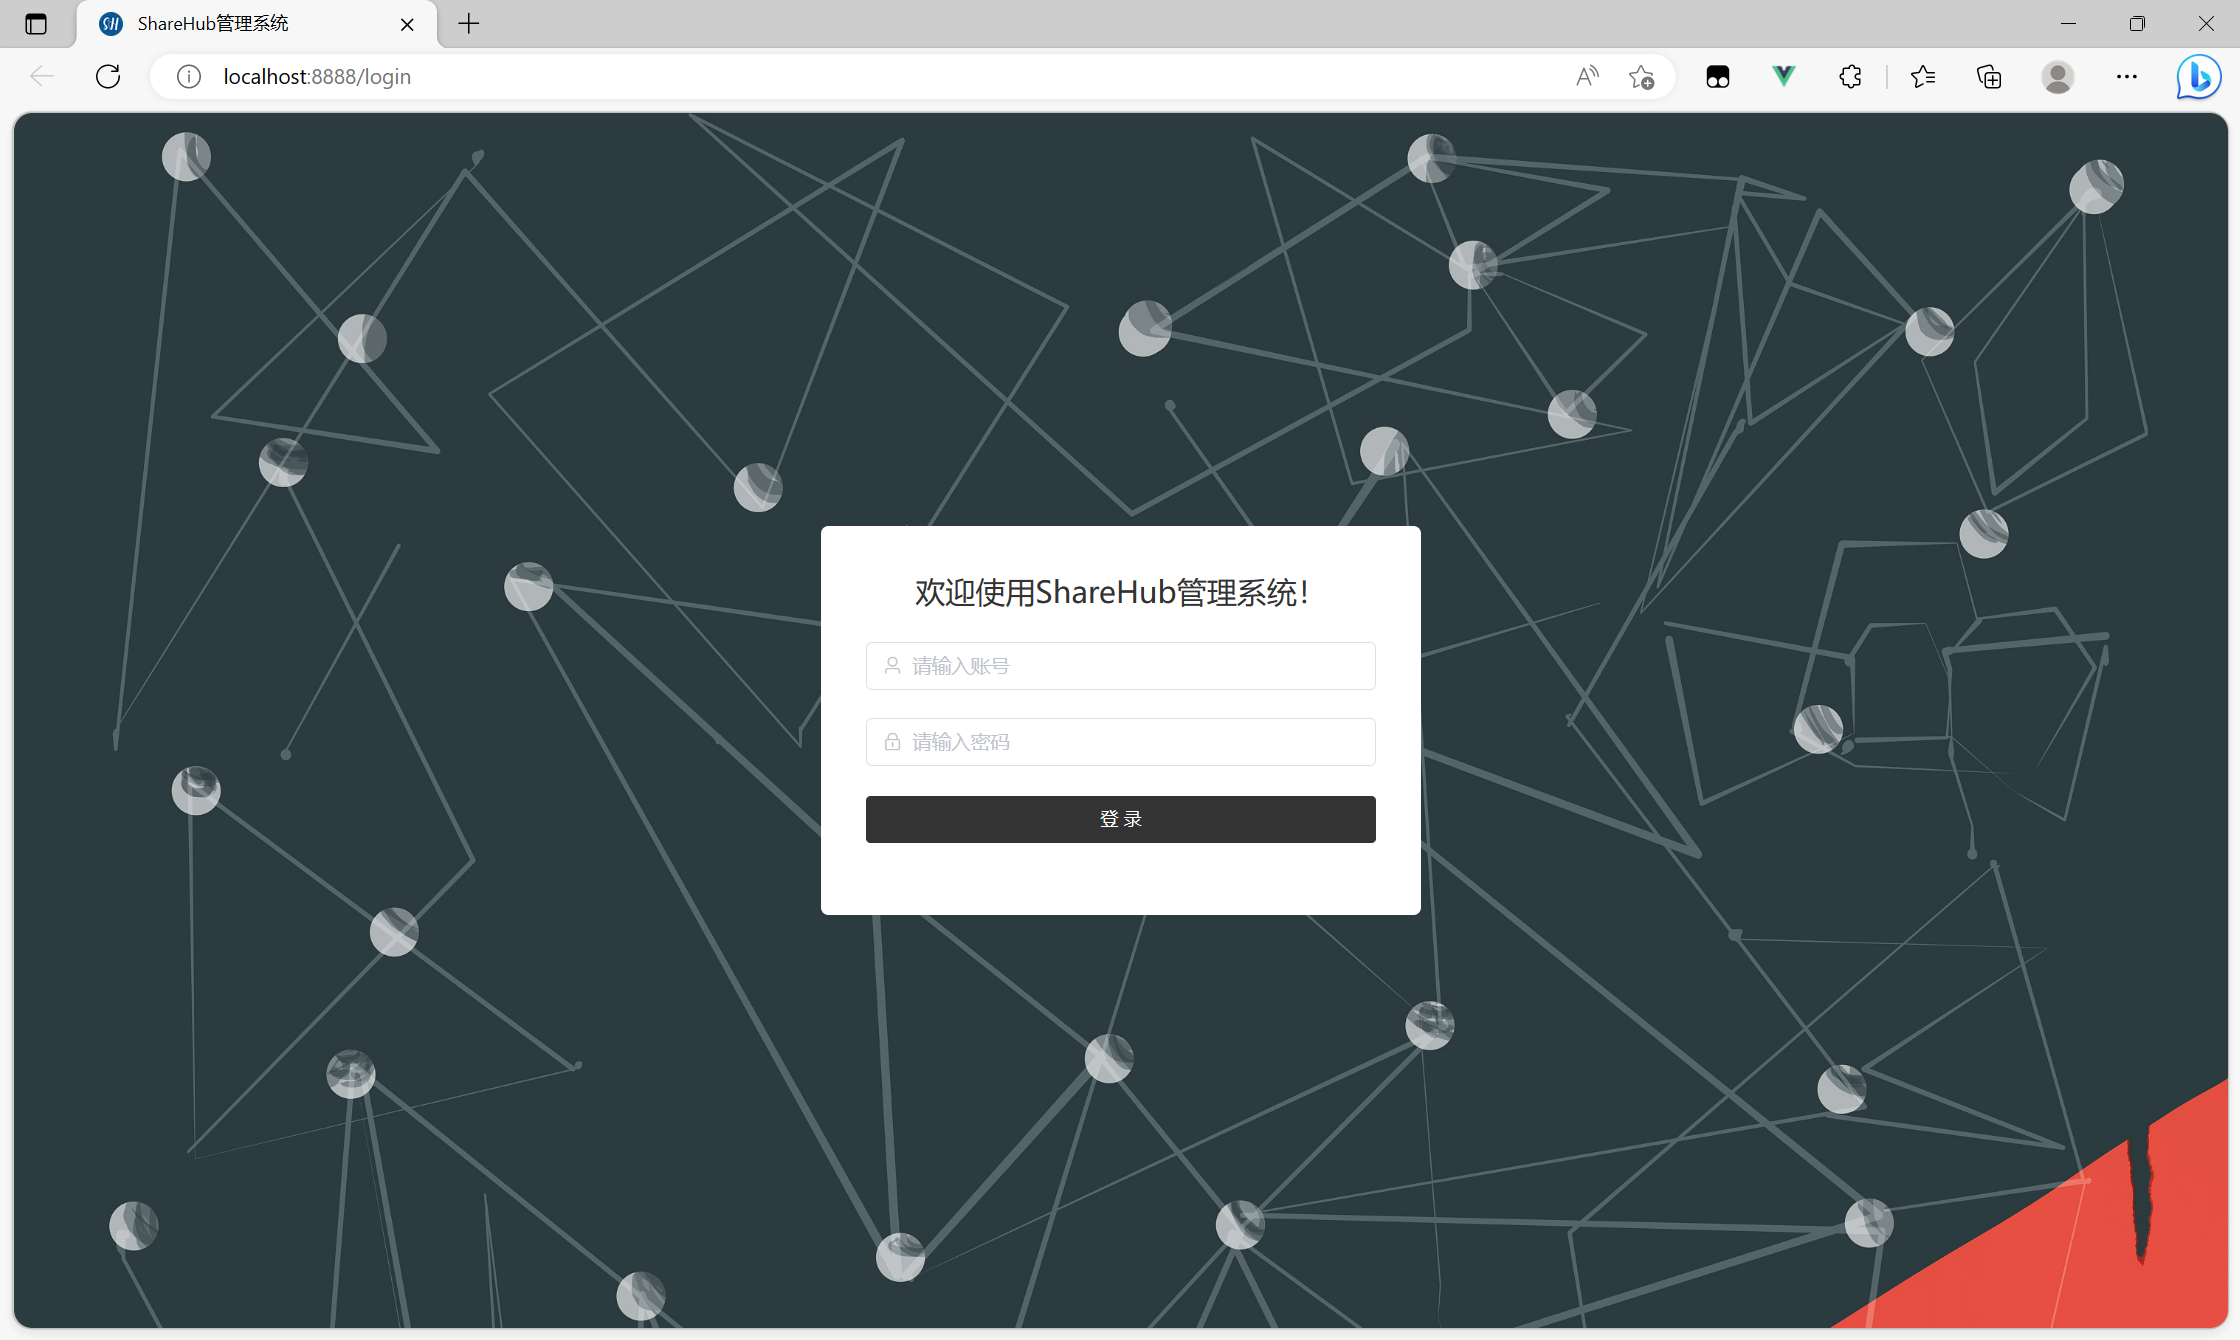 ShareHub管理系统
localhost:8888/login
欢迎使用ShareHub管理系统!
请输入账号
请输入密码
登 录